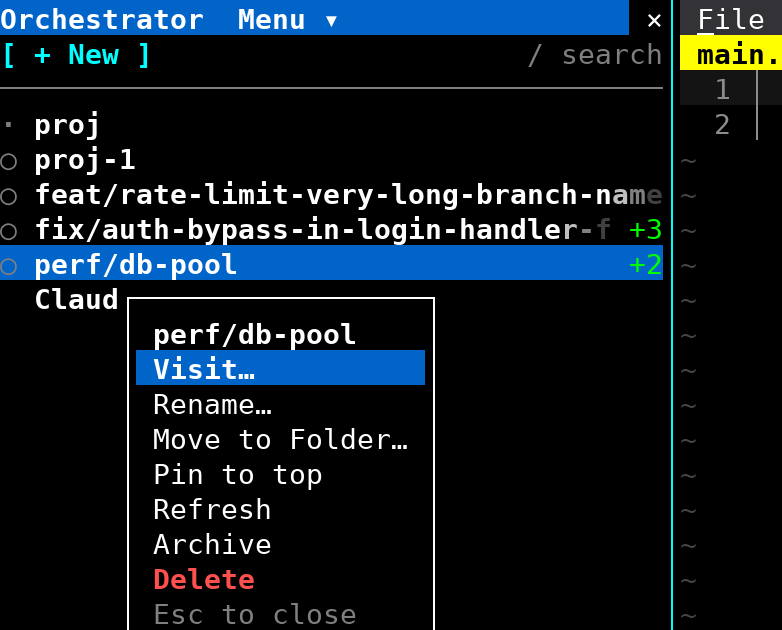 Orchestrator  Menu ▾ × File
[ + New ] / search main.
1
· proj 2
○ proj-1 ~
○ feat/rate-limit-very-long-branch-name ~
○ fix/auth-bypass-in-login-handler-f +3 ~
○ perf/db-pool +2 ~
Claud ~
perf/db-pool ~
Visit… ~
Rename… ~
Move to Folder… ~
Pin to top ~
Refresh ~
Archive ~
Delete ~
Esc to close ~